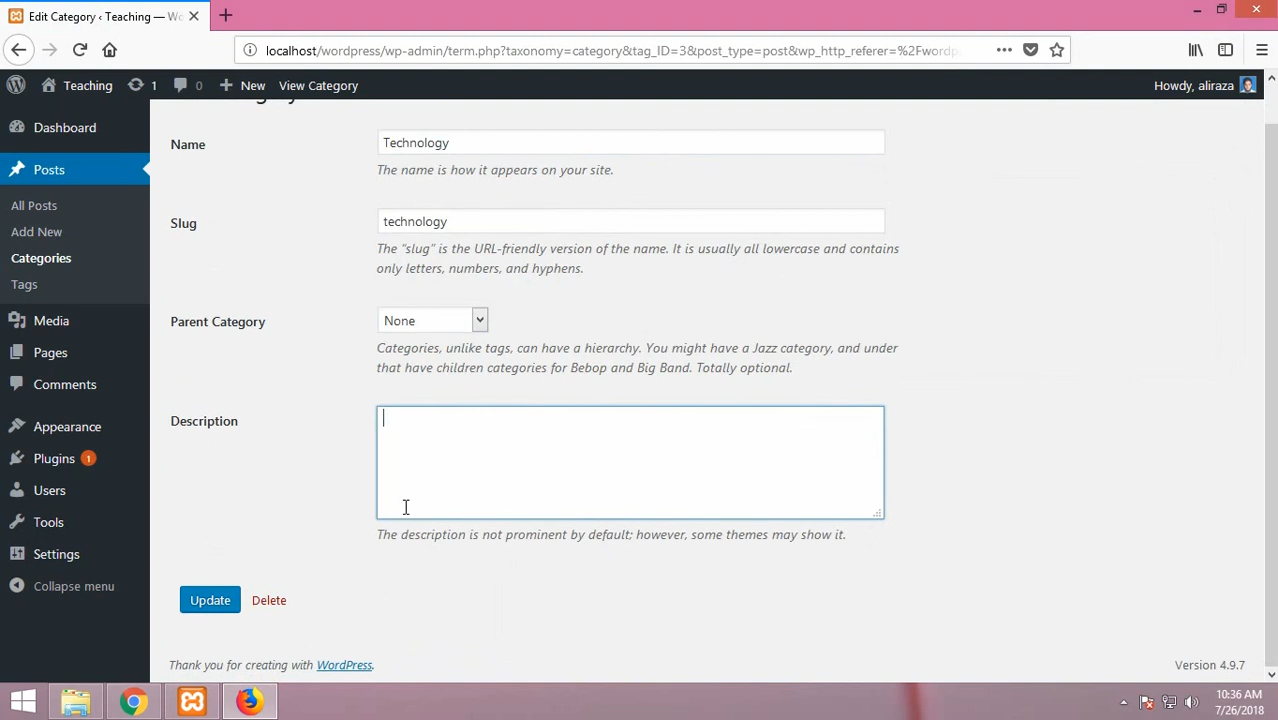 Edit Category ‹ Teaching — Wo
localhost/wordpress/wp-admin/term.php?taxonomy=category&tag_ID=3&post_type=post&wp_http_referer=%2Fwordp
Teaching
1
0
New
View Category
Howdy, aliraza
Dashboard
Posts
All Posts
Add New
Categories
Tags
Media
Pages
Comments
Appearance
Plugins 1
Users
Tools
Settings
Collapse menu
Name
Technology
The name is how it appears on your site.
Slug
technology
The “slug” is the URL-friendly version of the name. It is usually all lowercase and contains
only letters, numbers, and hyphens.
Parent Category
None
Categories, unlike tags, can have a hierarchy. You might have a Jazz category, and under
that have children categories for Bebop and Big Band. Totally optional.
Description
The description is not prominent by default; however, some themes may show it.
Update
Delete
Thank you for creating with WordPress.
Version 4.9.7
10:36 AM
7/26/2018